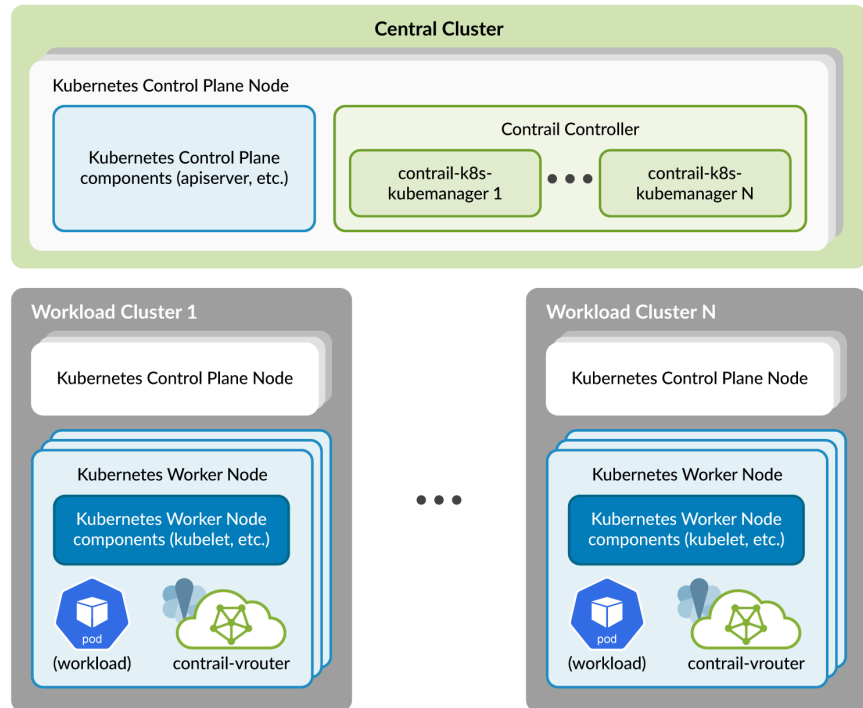 Central Cluster
Kubernetes Control Plane Node
Kubernetes Control Plane
components (apiserver, etc.)
Contrail Controller
contrail-k8s-
kubemanager 1
contrail-k8s-
kubemanager N
Workload Cluster 1
Kubernetes Control Plane Node
Kubernetes Worker Node
Kubernetes Worker Node
components (kubelet, etc.)
pod
(workload)
contrail-vrouter
Workload Cluster N
Kubernetes Control Plane Node
Kubernetes Worker Node
Kubernetes Worker Node
components (kubelet, etc.)
pod
(workload)
contrail-vrouter